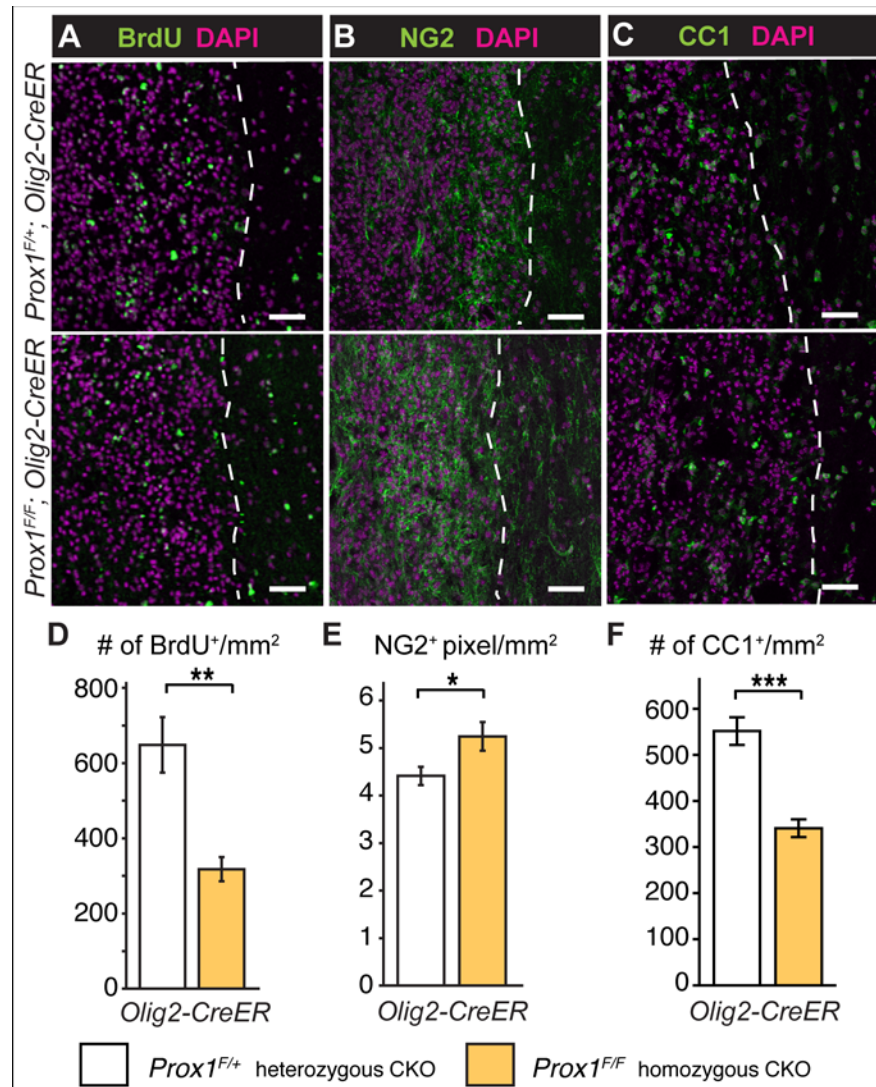 A BrdU DAPI
B NG2 DAPI
C CC1 DAPI
Prox1F/+; Olig2-CreER
Prox1F/F; Olig2-CreER
D # of BrdU+/mm2
E NG2+ pixel/mm2
F # of CC1+/mm2
**
*
***
800
600
400
200
0
6
5
4
3
2
1
0
600
500
400
300
200
100
0
Olig2-CreER
Olig2-CreER
Olig2-CreER
Prox1F/+ heterozygous CKO
Prox1F/F homozygous CKO